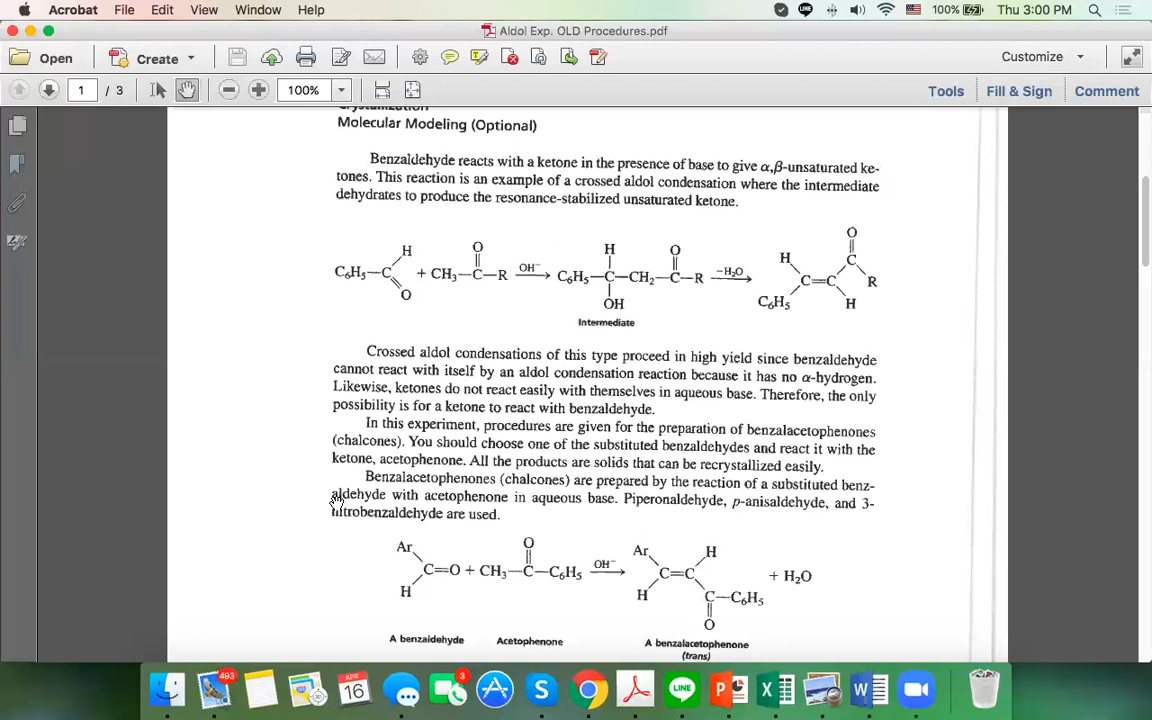 Acrobat File Edit View Window Help 100% Thu 3:00 PM
Aldol Exp. OLD Procedures.pdf
Open Create Customize
1 / 3 100% Tools Fill & Sign Comment
Crystallization
Molecular Modeling (Optional)
Benzaldehyde reacts with a ketone in the presence of base to give α,β-unsaturated ke-
tones. This reaction is an example of a crossed aldol condensation where the intermediate
dehydrates to produce the resonance-stabilized unsaturated ketone.
C₆H₅—C H O + CH₃—C—R O OH⁻ C₆H₅—C—CH₂—C—R H OH O –H₂O H C₆H₅ C=C H C O R
Intermediate
Crossed aldol condensations of this type proceed in high yield since benzaldehyde
cannot react with itself by an aldol condensation reaction because it has no α-hydrogen.
Likewise, ketones do not react easily with themselves in aqueous base. Therefore, the only
possibility is for a ketone to react with benzaldehyde.
In this experiment, procedures are given for the preparation of benzalacetophenones
(chalcones). You should choose one of the substituted benzaldehydes and react it with the
ketone, acetophenone. All the products are solids that can be recrystallized easily.
Benzalacetophenones (chalcones) are prepared by the reaction of a substituted benz-
aldehyde with acetophenone in aqueous base. Piperonaldehyde, p-anisaldehyde, and 3-
nitrobenzaldehyde are used.
Ar H C=O + CH₃—C—C₆H₅ O OH⁻ Ar H C=C H C—C₆H₅ O + H₂O
A benzaldehyde Acetophenone A benzalacetophenone
(trans)
493 APR 16 3